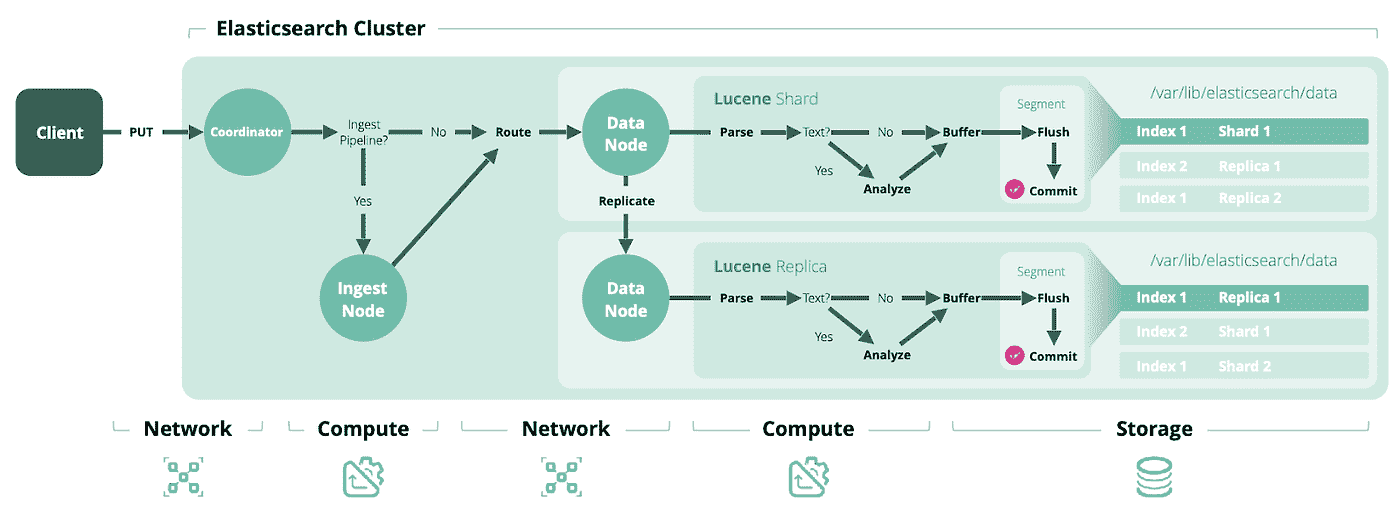 Elasticsearch Cluster
Client
PUT
Coordinator
Ingest
Pipeline?
No
Route
Yes
Ingest
Node
Data
Node
Replicate
Lucene Shard
Parse
Text?
No
Buffer
Yes
Analyze
Segment
Flush
Commit
/var/lib/elasticsearch/data
Index 1 Shard 1
Index 2 Replica 1
Index 1 Replica 2
Data
Node
Lucene Replica
Parse
Text?
No
Buffer
Yes
Analyze
Segment
Flush
Commit
/var/lib/elasticsearch/data
Index 1 Replica 1
Index 2 Shard 1
Index 1 Shard 2
Network
Compute
Network
Compute
Storage